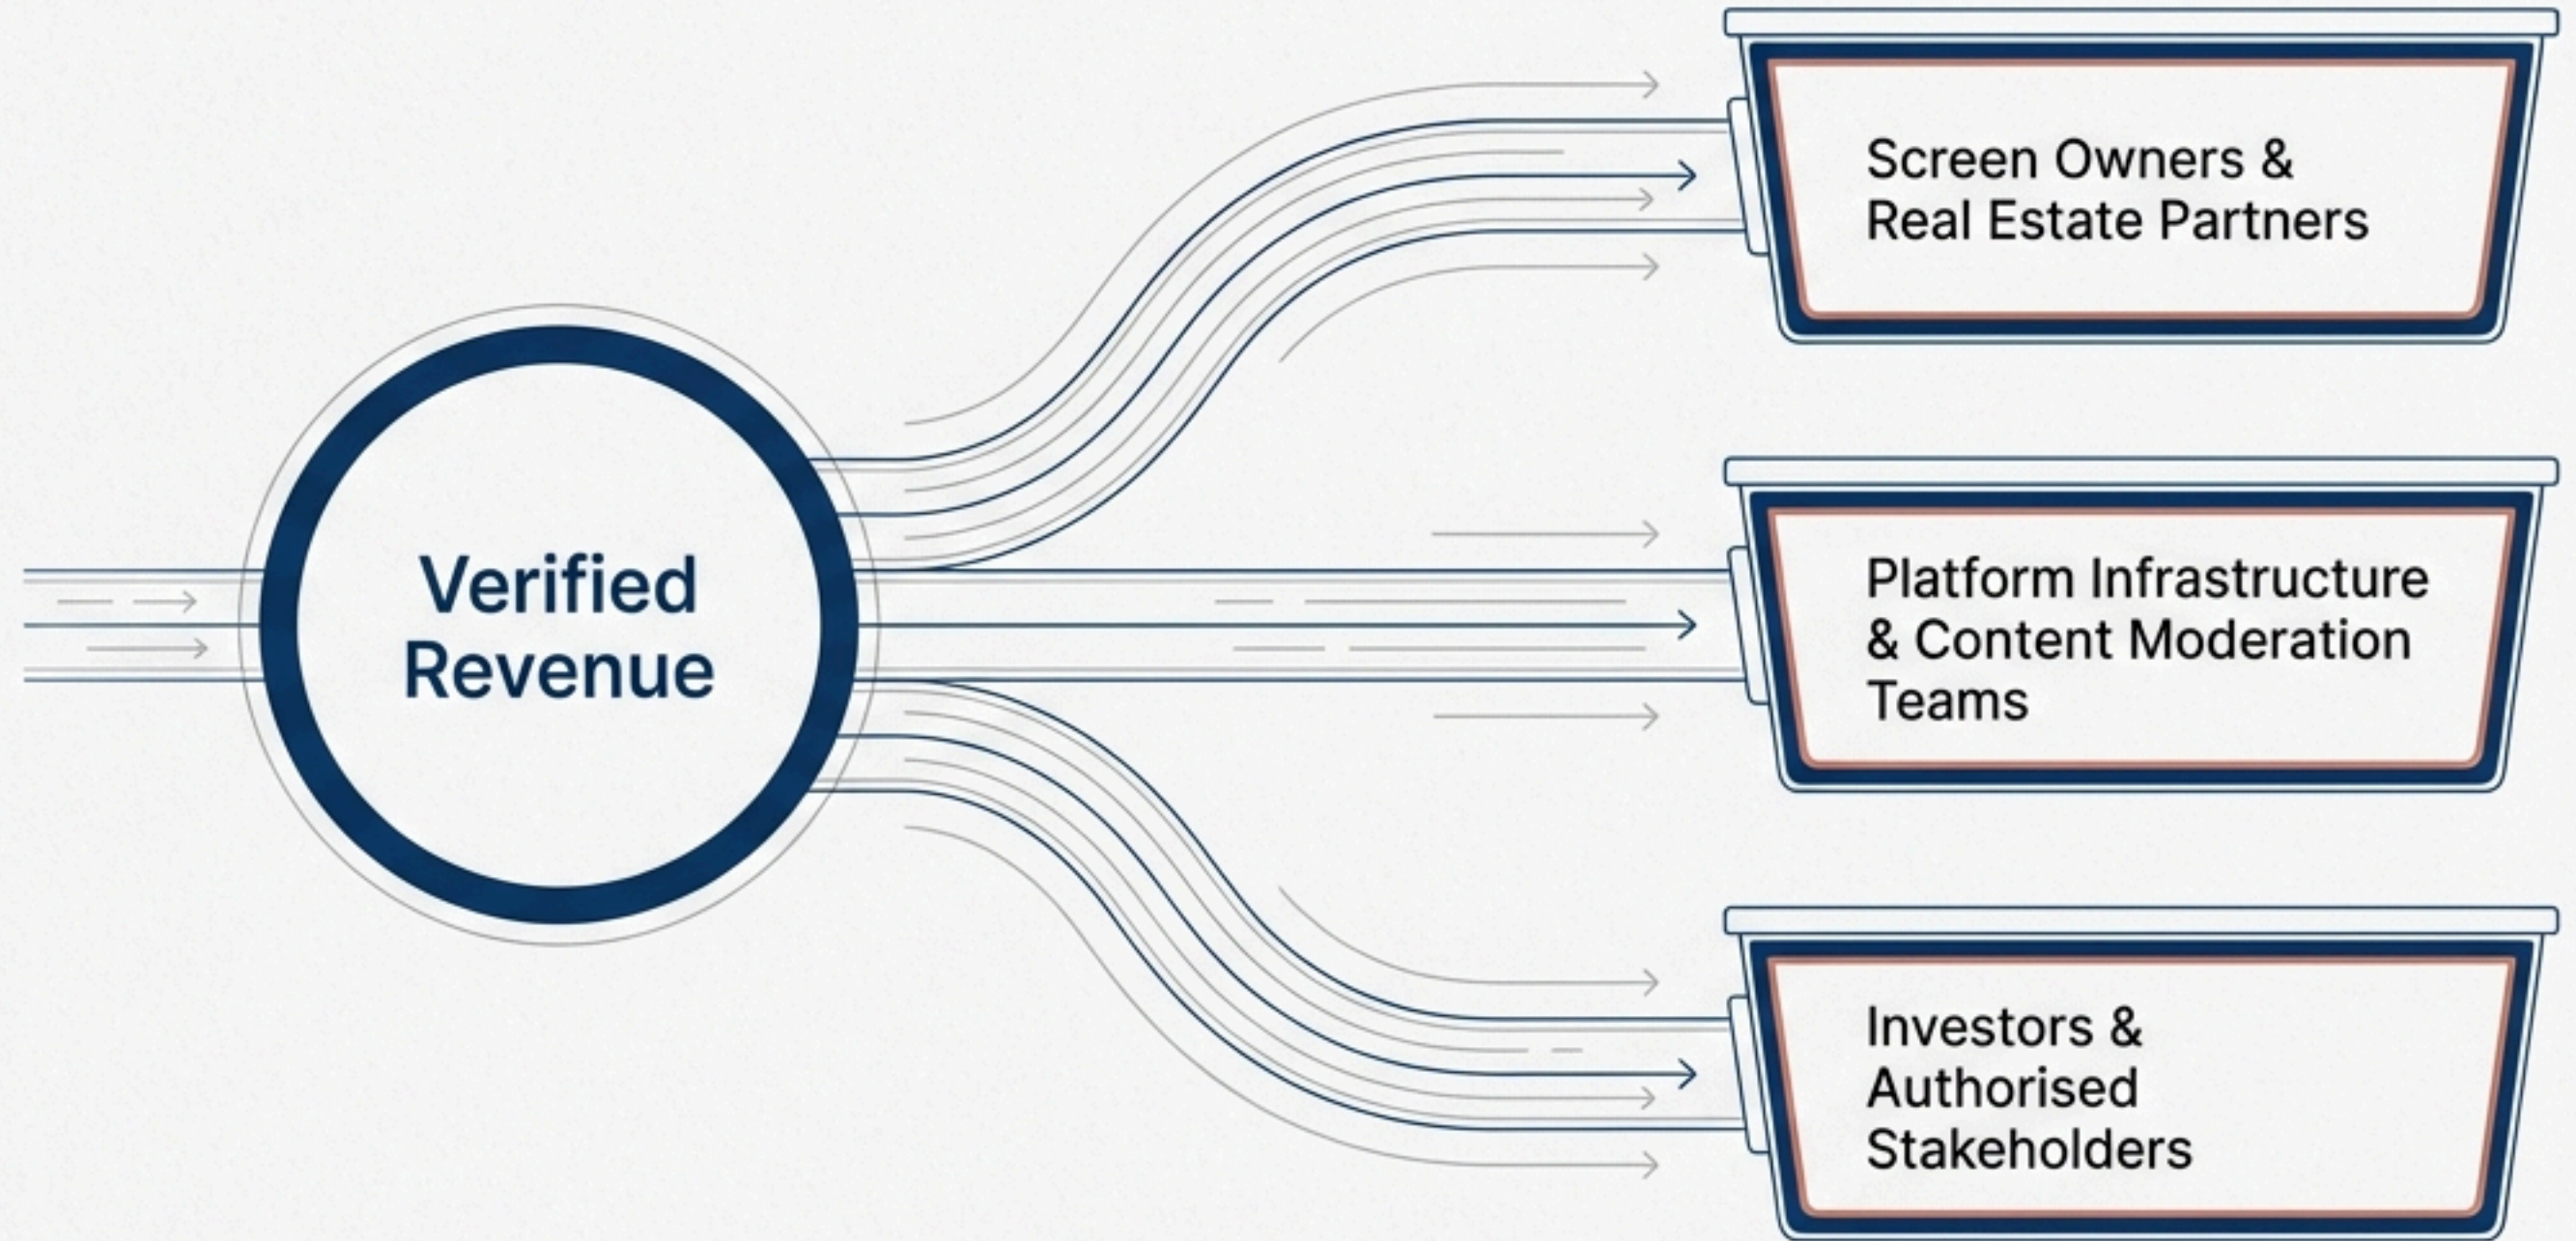 Verified
Revenue
Screen Owners &
Real Estate Partners
Platform Infrastructure
& Content Moderation
Teams
Investors &
Authorised
Stakeholders